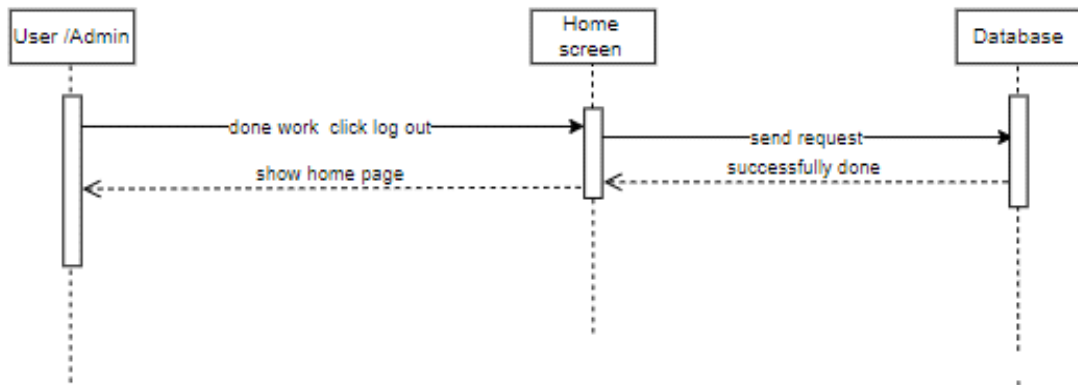 User /Admin
Home
screen
Database
done work click log out
send request
show home page
successfully done